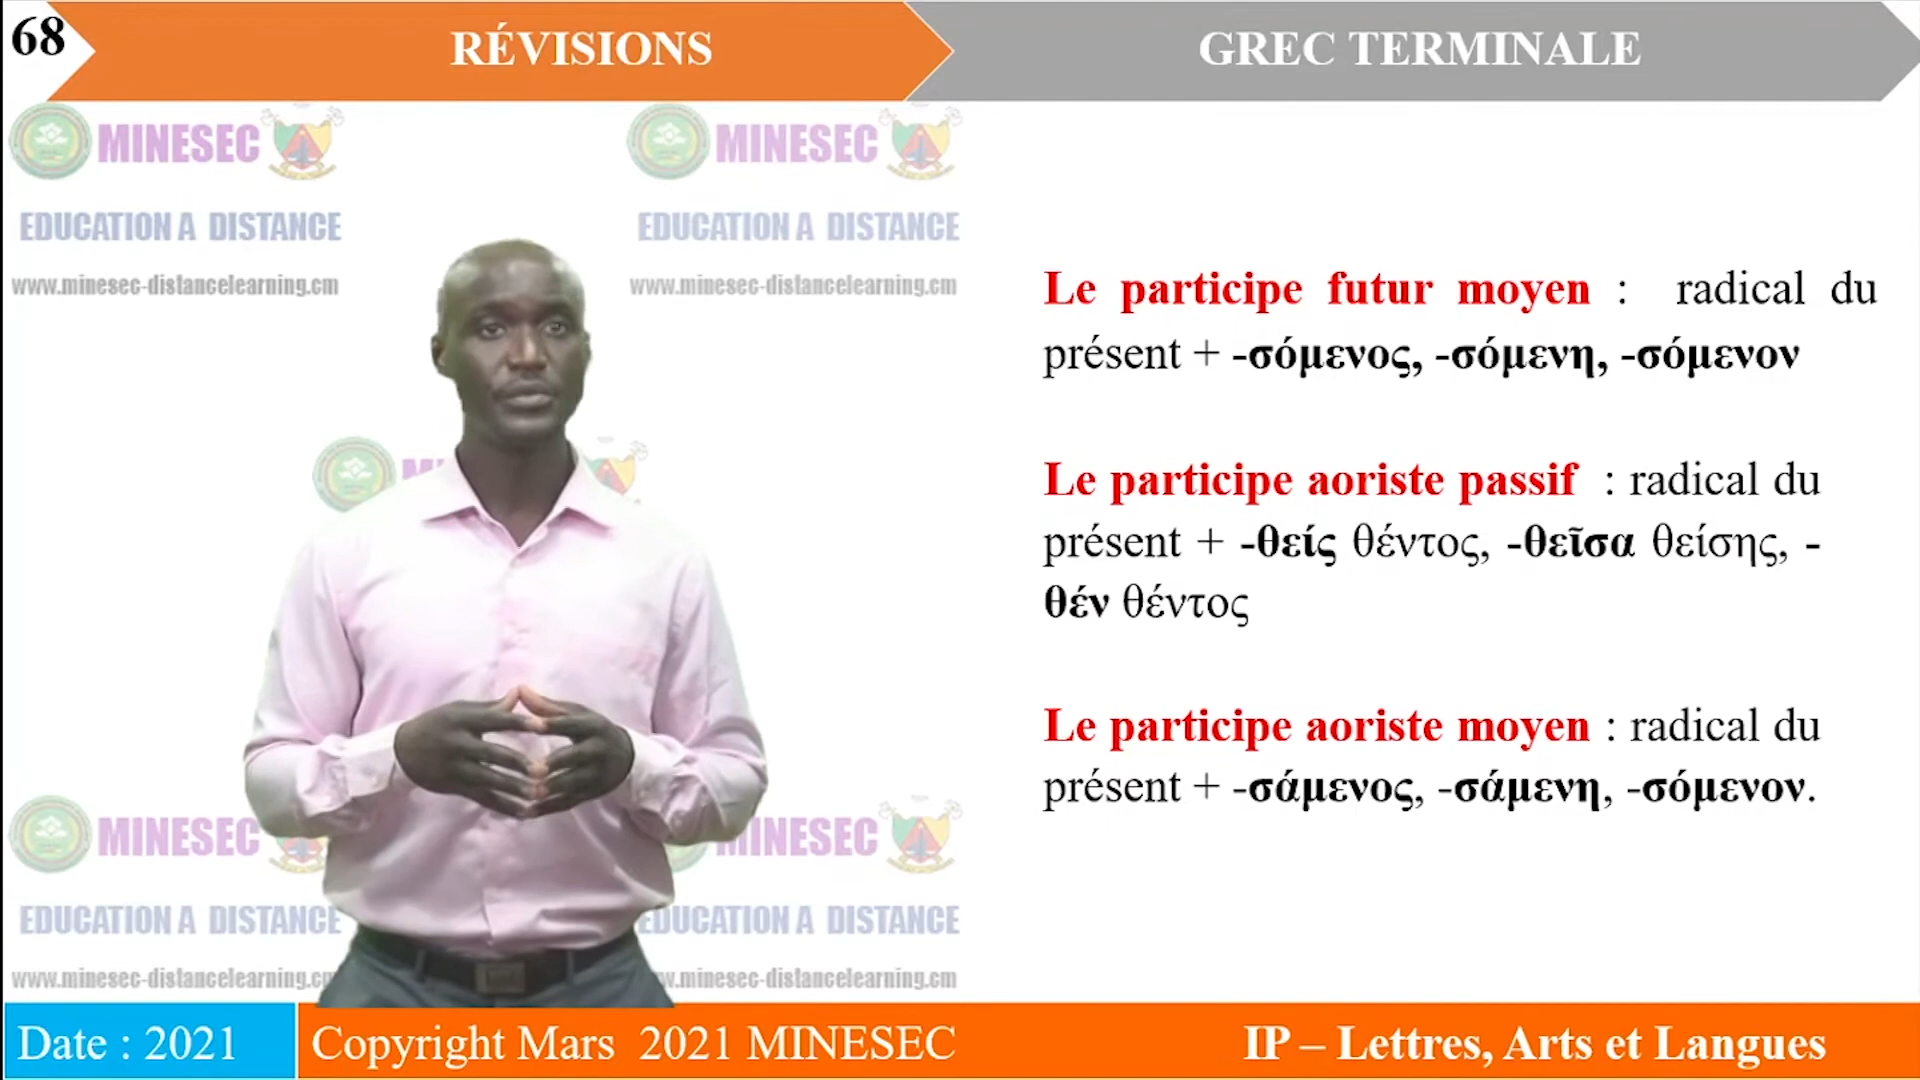 68
RÉVISIONS
GREC TERMINALE
MINESEC
MINESEC
EDUCATION A DISTANCE
EDUCATION A DISTANCE
www.minesec-distancelearning.cm
www.minesec-distancelearning.cm
Le participe futur moyen : radical du
présent + -σόμενος, -σόμενη, -σόμενον
Le participe aoriste passif : radical du
présent + -θείς θέντος, -θεῖσα θείσης, -
θέν θέντος
Le participe aoriste moyen : radical du
présent + -σάμενος, -σάμενη, -σόμενον.
MINESEC
MINESEC
EDUCATION A DISTANCE
EDUCATION A DISTANCE
www.minesec-distancelearning.c
w.minesec-distancelearning.cm
Date : 2021
Copyright Mars 2021 MINESEC
IP – Lettres, Arts et Langues